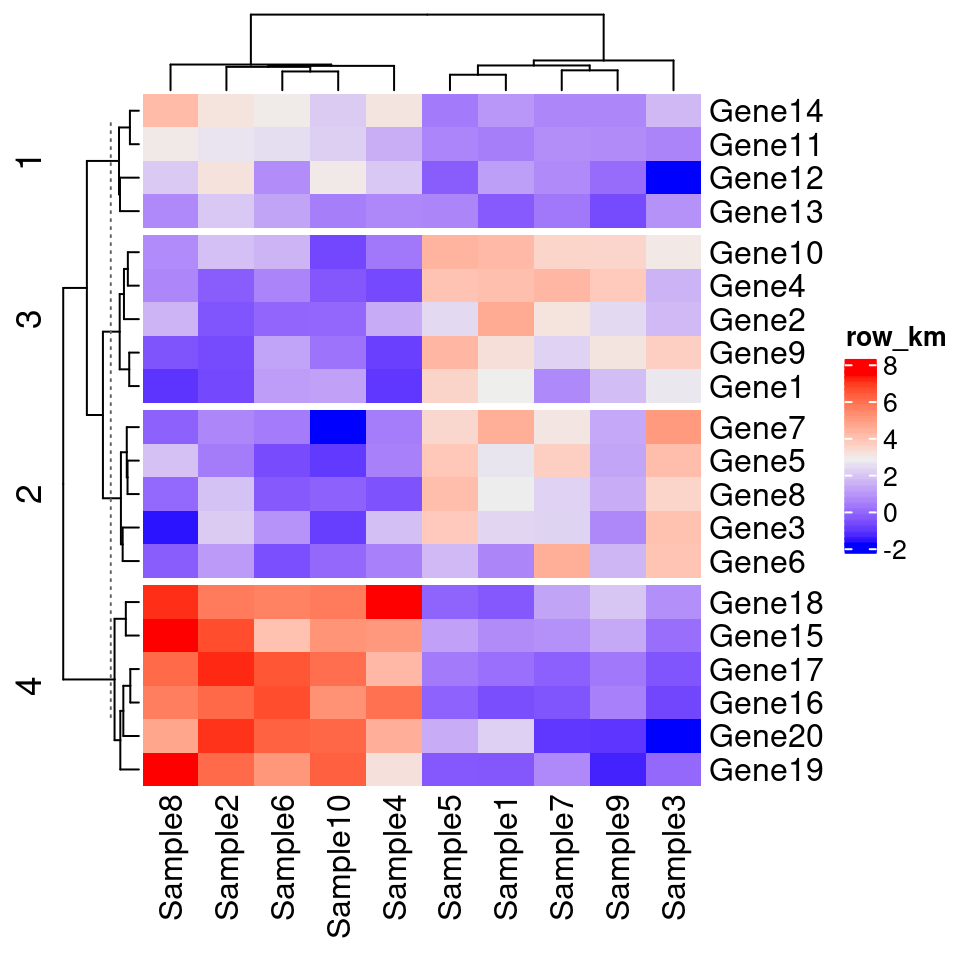 1
3
2
4
Gene14
Gene11
Gene12
Gene13
Gene10
Gene4
Gene2
Gene9
Gene1
Gene7
Gene5
Gene8
Gene3
Gene6
Gene18
Gene15
Gene17
Gene16
Gene20
Gene19
Sample8
Sample2
Sample6
Sample10
Sample4
Sample5
Sample1
Sample7
Sample9
Sample3
row_km
8
6
4
2
0
-2